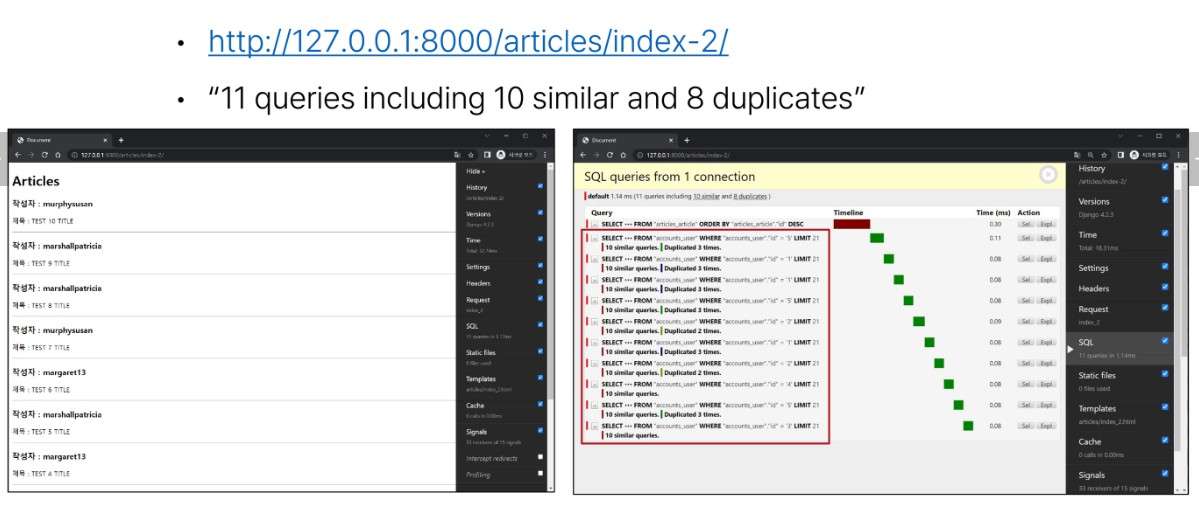 • http://127.0.0.1:8000/articles/index-2/
• “11 queries including 10 similar and 8 duplicates”
Document
127.0.0.1:8000/articles/index-2/
Articles
작성자 : murphysusan
제목 : TEST 10 TITLE
작성자 : marshallpatricia
제목 : TEST 9 TITLE
작성자 : marshallpatricia
제목 : TEST 8 TITLE
작성자 : murphysusan
제목 : TEST 7 TITLE
작성자 : margaret13
제목 : TEST 6 TITLE
작성자 : marshallpatricia
제목 : TEST 5 TITLE
작성자 : margaret13
제목 : TEST 4 TITLE
Hide »
History
/articles/index-2/
Versions
Django 4.2.3
Time
Settings
Headers
Request
index_2
SQL
Static files
0 files used
Templates
articles/index_2.html
Cache
0 calls in 0.00ms
Signals
33 receivers of 15 signals
Intercept redirects
Profiling
Document
127.0.0.1:8000/articles/index-2/
SQL queries from 1 connection
default 1.14 ms (11 queries including 10 similar and 8 duplicates )
Query Timeline Time (ms) Action
SELECT ••• FROM "articles_article" ORDER BY "articles_article"."id" DESC 0.30 Sel Expl
SELECT ••• FROM "accounts_user" WHERE "accounts_user"."id" = '5' LIMIT 21 0.11 Sel Expl
10 similar queries. Duplicated 3 times.
SELECT ••• FROM "accounts_user" WHERE "accounts_user"."id" = '1' LIMIT 21 0.08 Sel Expl
10 similar queries. Duplicated 3 times.
SELECT ••• FROM "accounts_user" WHERE "accounts_user"."id" = '1' LIMIT 21 0.08 Sel Expl
10 similar queries. Duplicated 3 times.
SELECT ••• FROM "accounts_user" WHERE "accounts_user"."id" = '5' LIMIT 21 0.08 Sel Expl
10 similar queries. Duplicated 3 times.
SELECT ••• FROM "accounts_user" WHERE "accounts_user"."id" = '2' LIMIT 21 0.09 Sel Expl
10 similar queries. Duplicated 2 times.
SELECT ••• FROM "accounts_user" WHERE "accounts_user"."id" = '1' LIMIT 21 0.08 Sel Expl
10 similar queries. Duplicated 3 times.
SELECT ••• FROM "accounts_user" WHERE "accounts_user"."id" = '2' LIMIT 21 0.08 Sel Expl
10 similar queries. Duplicated 2 times.
SELECT ••• FROM "accounts_user" WHERE "accounts_user"."id" = '4' LIMIT 21 0.08 Sel Expl
10 similar queries.
SELECT ••• FROM "accounts_user" WHERE "accounts_user"."id" = '5' LIMIT 21 0.08 Sel Expl
10 similar queries. Duplicated 3 times.
SELECT ••• FROM "accounts_user" WHERE "accounts_user"."id" = '3' LIMIT 21 0.08 Sel Expl
10 similar queries.
History
/articles/index-2/
Versions
Django 4.2.3
Time
Total: 18.31ms
Settings
Headers
Request
index_2
SQL
11 queries in 1.14ms
Static files
0 files used
Templates
articles/index_2.html
Cache
0 calls in 0.00ms
Signals
33 receivers of 15 signals